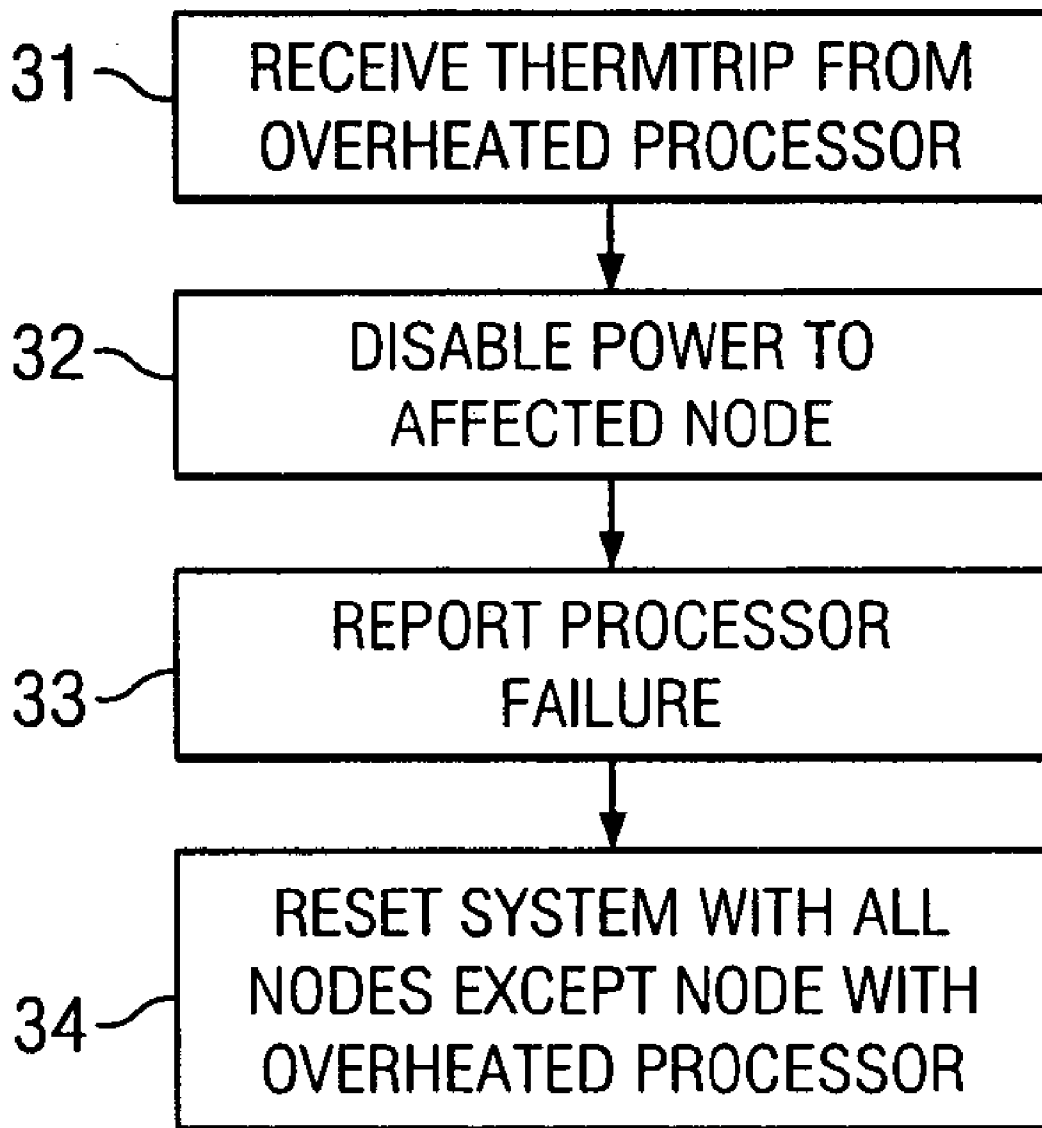 31
RECEIVE THERMTRIP FROM
OVERHEATED PROCESSOR
32
DISABLE POWER TO
AFFECTED NODE
33
REPORT PROCESSOR
FAILURE
34
RESET SYSTEM WITH ALL
NODES EXCEPT NODE WITH
OVERHEATED PROCESSOR